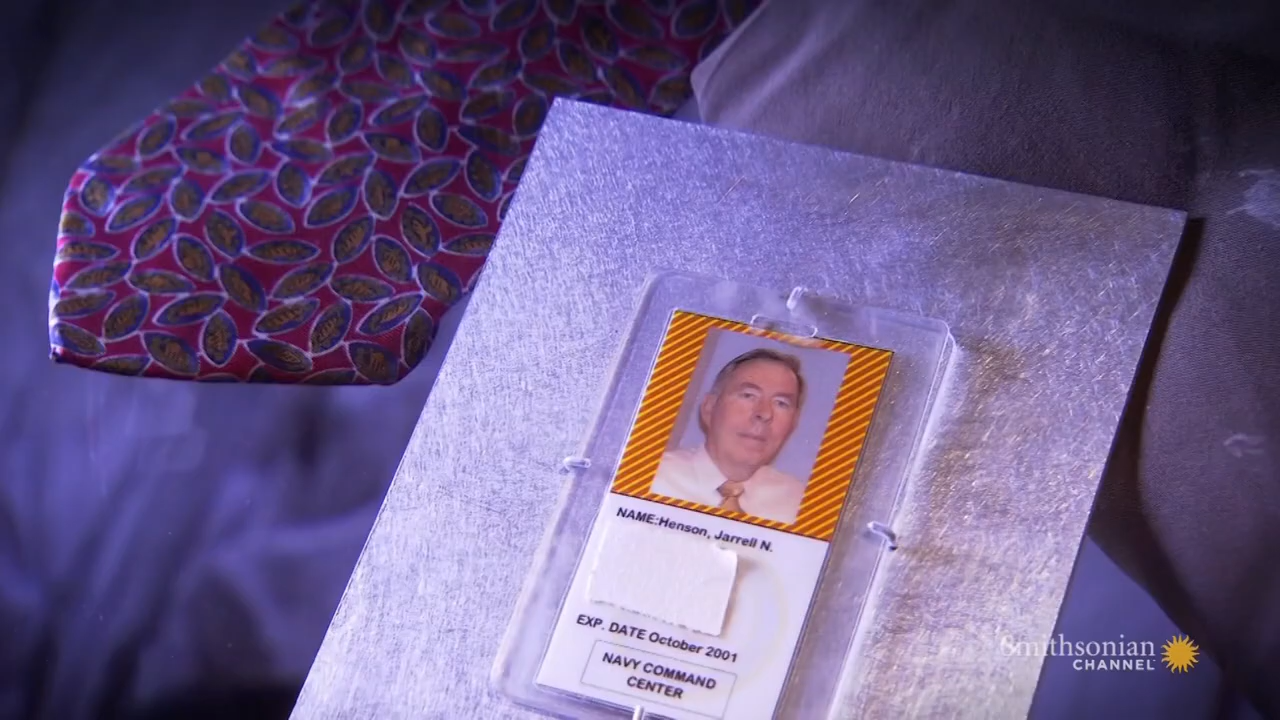 NAME:Henson, Jarrell N.
EXP. DATE October 2001
NAVY COMMAND
CENTER
Smithsonian
CHANNEL